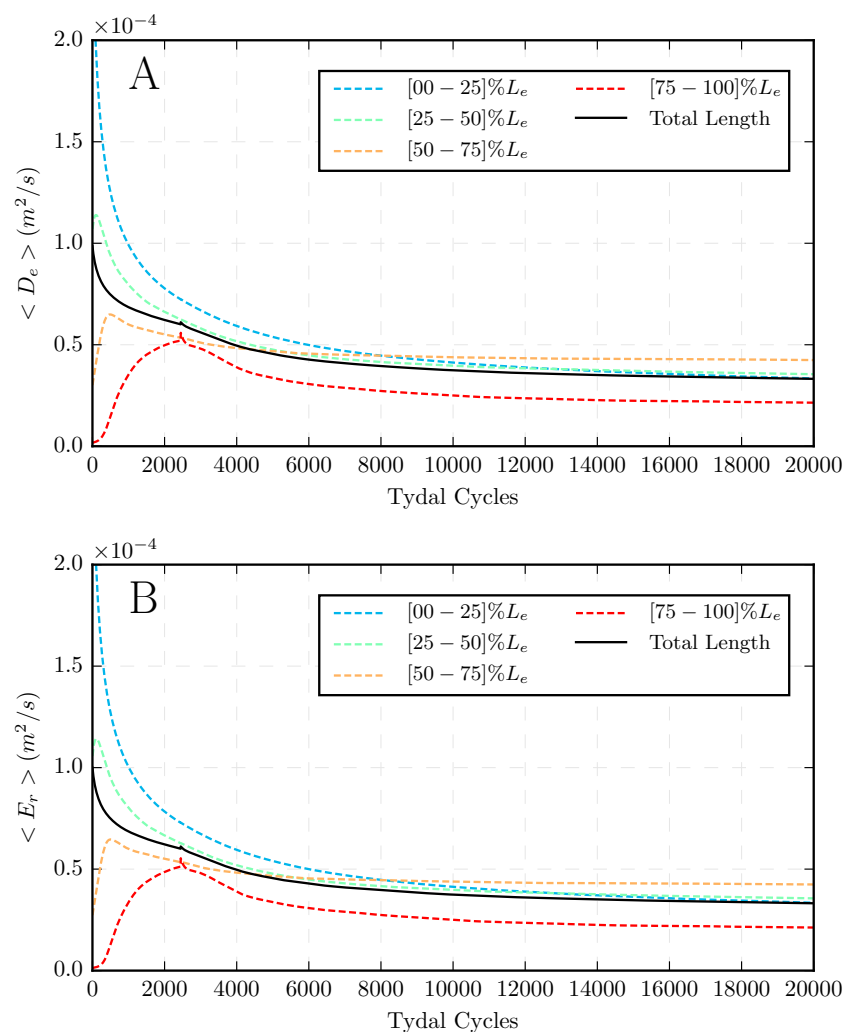 ×10⁻⁴
2.0
A
[00 − 25]%Lₑ
[75 − 100]%Lₑ
[25 − 50]%Lₑ
Total Length
[50 − 75]%Lₑ
1.5
1.0
0.5
0.0
< Dₑ > (m²/s)
0 2000 4000 6000 8000 10000 12000 14000 16000 18000 20000
Tydal Cycles
×10⁻⁴
2.0
B
[00 − 25]%Lₑ
[75 − 100]%Lₑ
[25 − 50]%Lₑ
Total Length
[50 − 75]%Lₑ
1.5
1.0
0.5
0.0
< Eᵣ > (m²/s)
0 2000 4000 6000 8000 10000 12000 14000 16000 18000 20000
Tydal Cycles